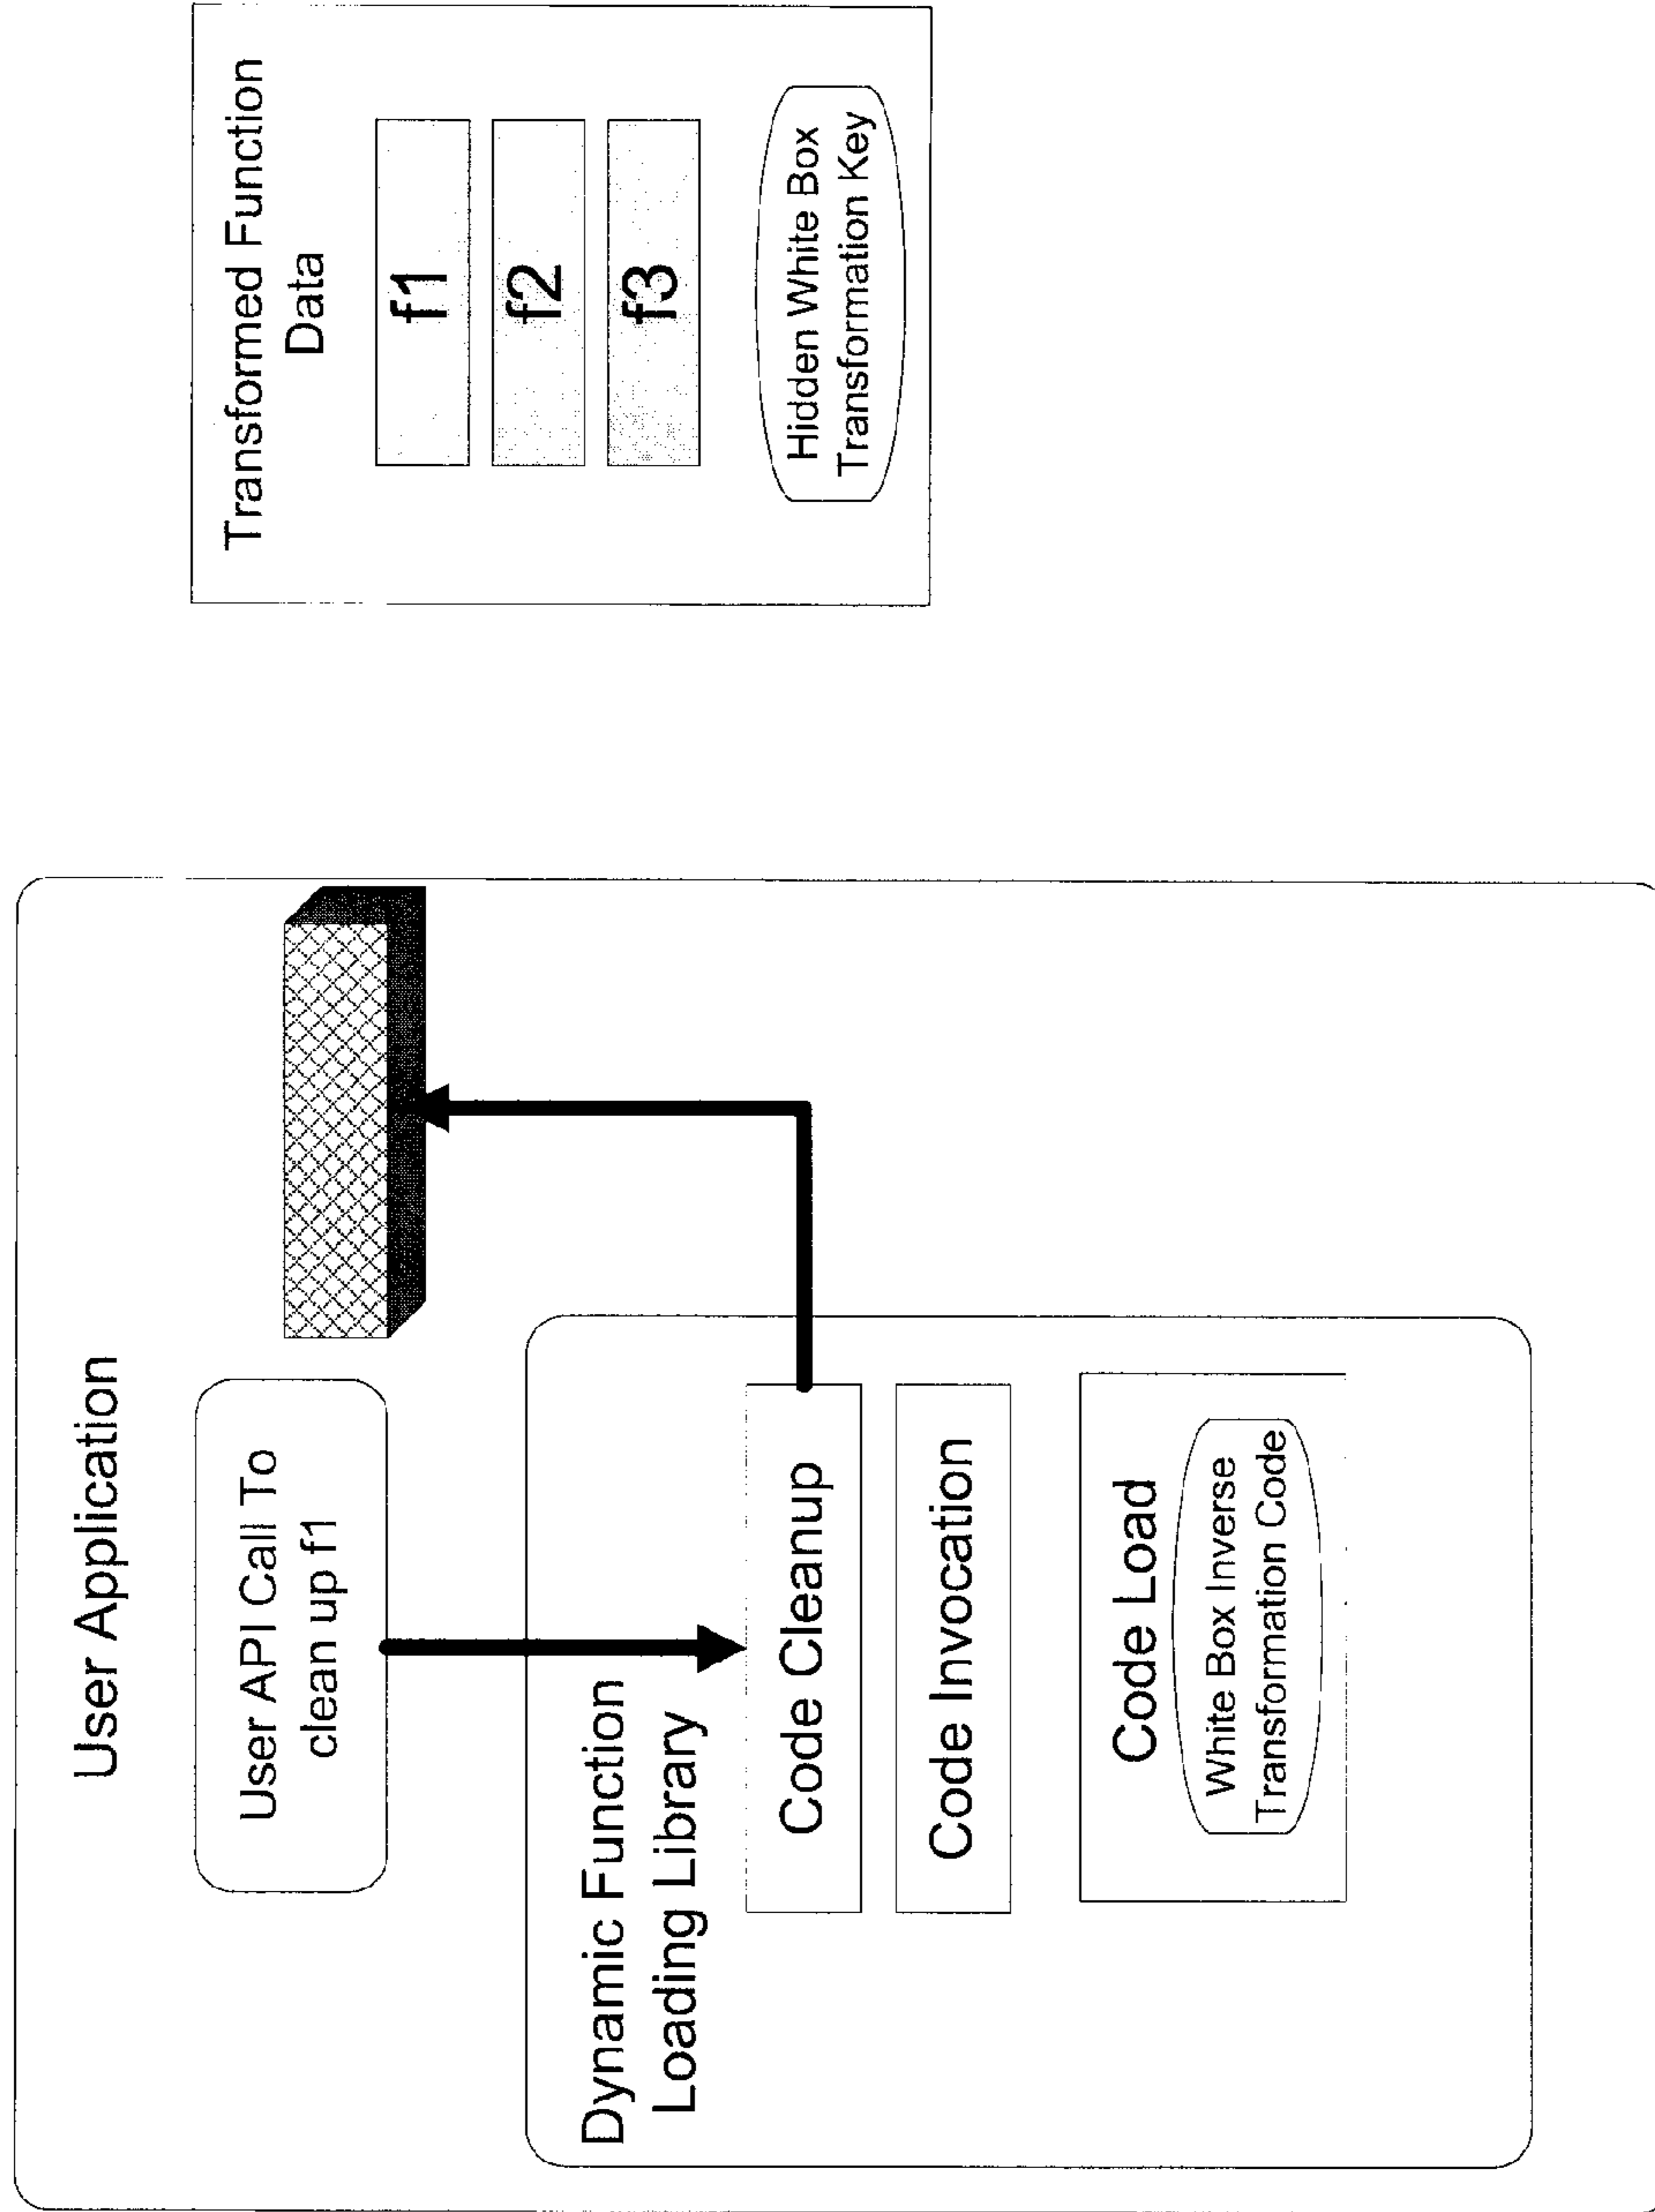 User Application
User API Call To
clean up f1
Dynamic Function
Loading Library
Code Cleanup
Code Invocation
Code Load
White Box Inverse
Transformation Code
Transformed Function
Data
f1
f2
f3
Hidden White Box
Transformation Key